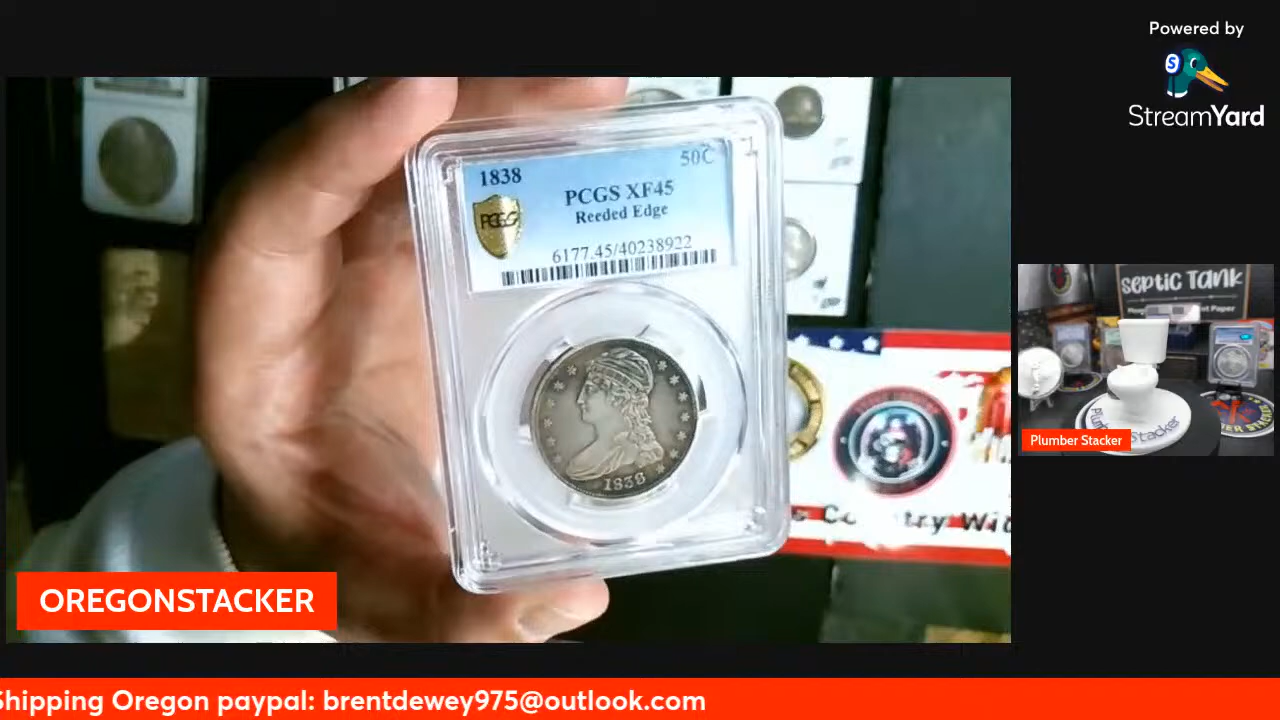 Powered by
StreamYard
1838
50C
PCGS XF45
Reeded Edge
PCGS
6177.45/40238922
1838
septic Tank
Plumber Stacker
OREGONSTACKER
Shipping Oregon paypal: brentdewey975@outlook.com